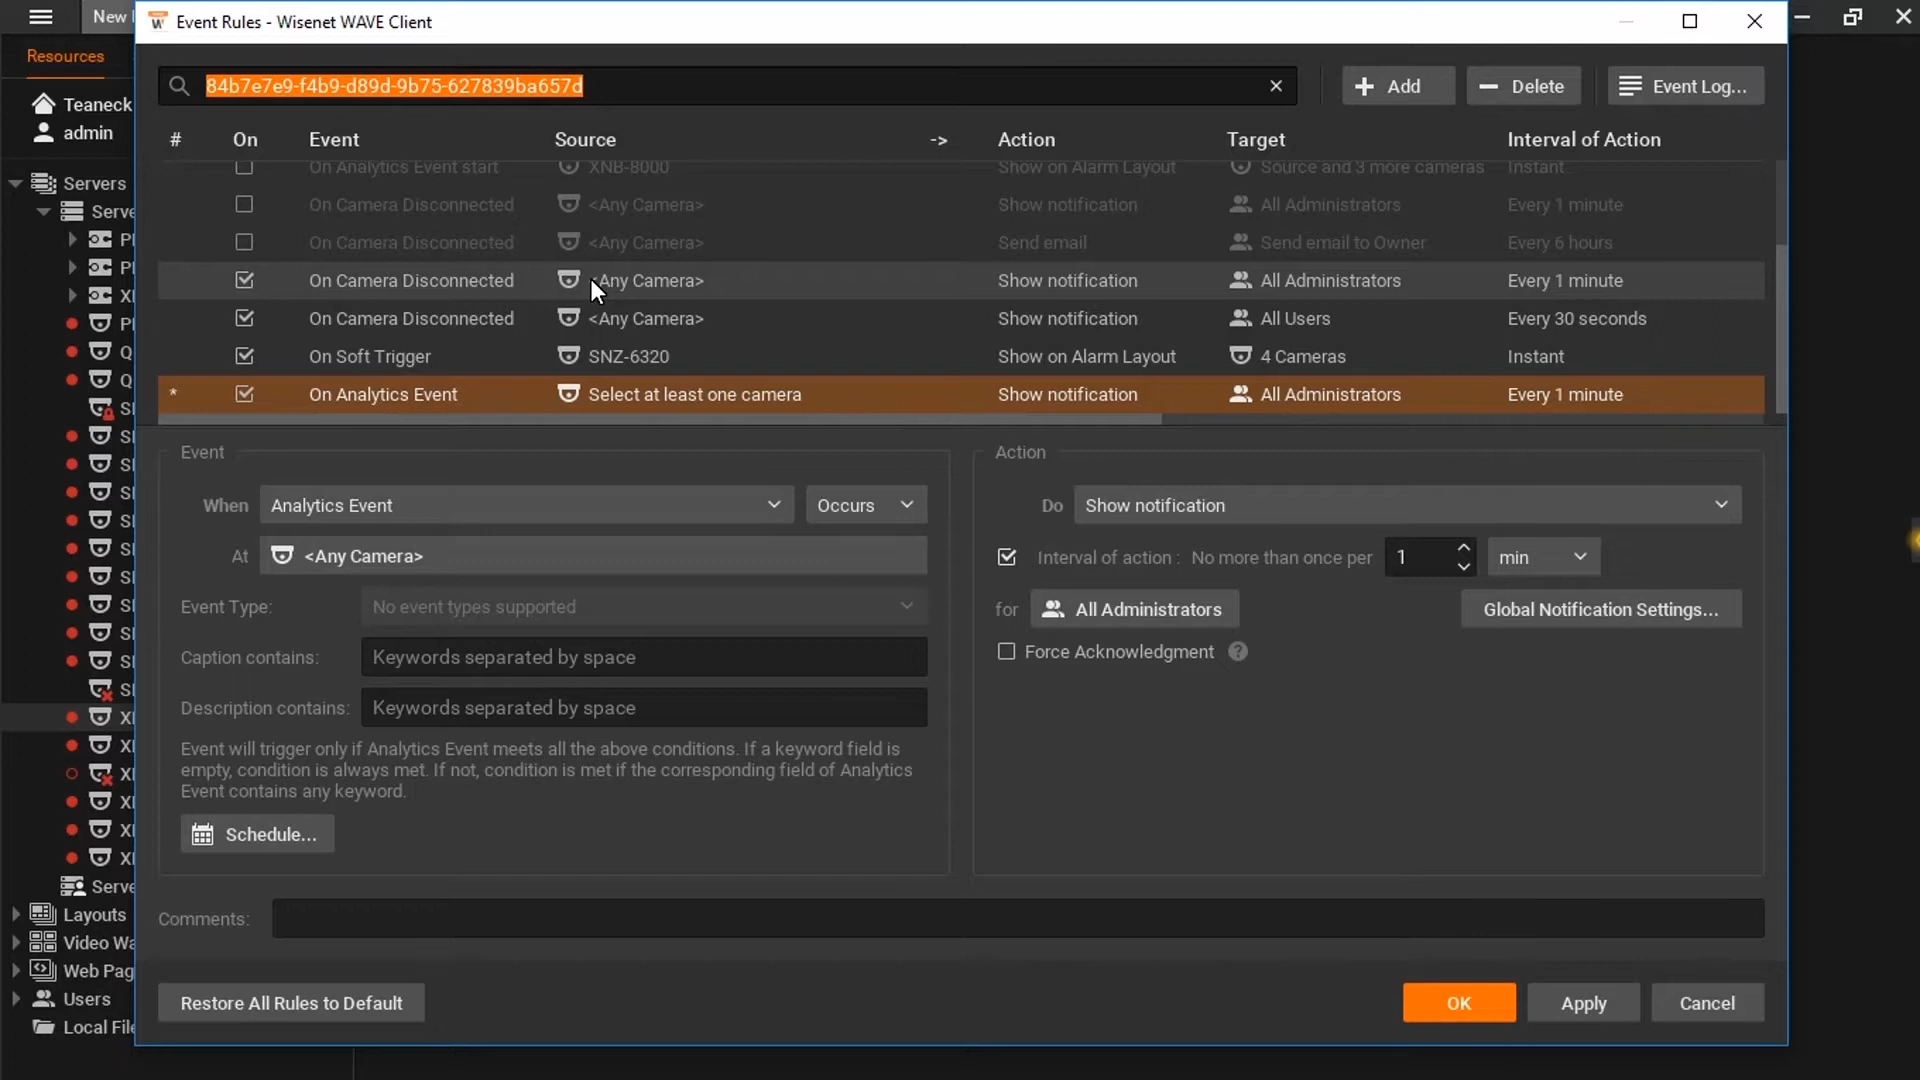 New
Event Rules - Wisenet WAVE Client
Resources
Teaneck
admin
Servers
Serve
84b7e7e9-f4b9-d89d-9b75-627839ba657d
Add
Delete
Event Log...
# On Event Source -> Action Target Interval of Action
On Analytics Event start XNB-8000 Show on Alarm Layout Source and 3 more cameras Instant
On Camera Disconnected <Any Camera> Show notification All Administrators Every 1 minute
On Camera Disconnected <Any Camera> Send email Send email to Owner Every 6 hours
On Camera Disconnected <Any Camera> Show notification All Administrators Every 1 minute
On Camera Disconnected <Any Camera> Show notification All Users Every 30 seconds
On Soft Trigger SNZ-6320 Show on Alarm Layout 4 Cameras Instant
* On Analytics Event Select at least one camera Show notification All Administrators Every 1 minute
Event
When Analytics Event Occurs
At <Any Camera>
Event Type: No event types supported
Caption contains: Keywords separated by space
Description contains: Keywords separated by space
Event will trigger only if Analytics Event meets all the above conditions. If a keyword field is
empty, condition is always met. If not, condition is met if the corresponding field of Analytics
Event contains any keyword.
Schedule...
Action
Do Show notification
Interval of action : No more than once per 1 min
for All Administrators Global Notification Settings...
Force Acknowledgment ?
Comments:
Restore All Rules to Default
OK
Apply
Cancel
Serve
Layouts
Video Wa
Web Pag
Users
Local File